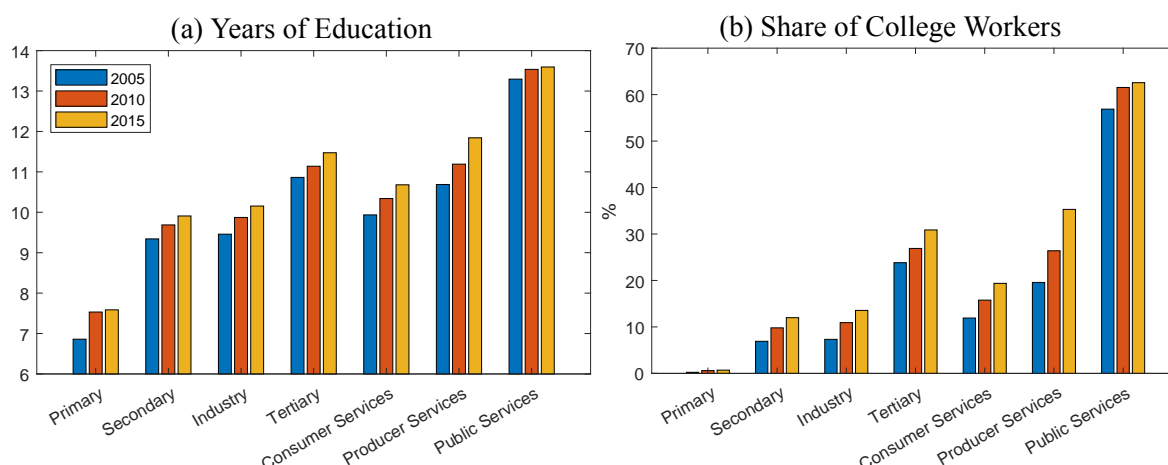 (a) Years of Education
14
13
12
11
10
9
8
7
6
2005
2010
2015
Primary
Secondary
Industry
Tertiary
Consumer Services
Producer Services
Public Services
(b) Share of College Workers
70
60
50
40
30
20
10
0
%
Primary
Secondary
Industry
Tertiary
Consumer Services
Producer Services
Public Services